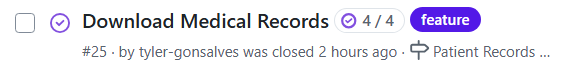 Download Medical Records 4 / 4 feature
#25 · by tyler-gonsalves was closed 2 hours ago · Patient Records ...